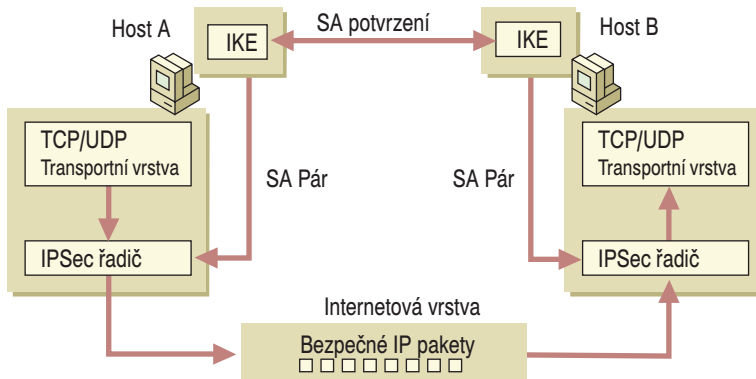 Host A
IKE
SA potvrzení
IKE
Host B
TCP/UDP
Transportní vrstva
SA Pár
SA Pár
TCP/UDP
Transportní vrstva
IPSec řadič
IPSec řadič
Internetová vrstva
Bezpečné IP pakety